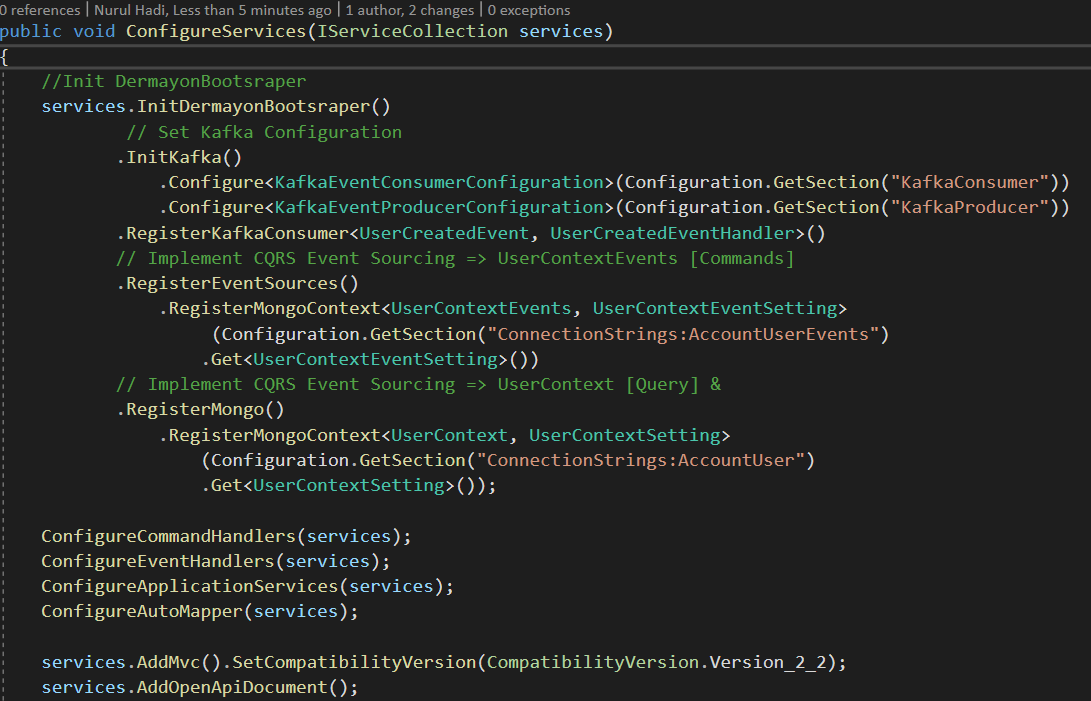 0 references | Nurul Hadi, Less than 5 minutes ago | 1 author, 2 changes | 0 exceptions
public void ConfigureServices(IServiceCollection services)
{
//Init DermayonBootsraper
services.InitDermayonBootsraper()
// Set Kafka Configuration
.InitKafka()
.Configure<KafkaEventConsumerConfiguration>(Configuration.GetSection("KafkaConsumer"))
.Configure<KafkaEventProducerConfiguration>(Configuration.GetSection("KafkaProducer"))
.RegisterKafkaConsumer<UserCreatedEvent, UserCreatedEventHandler>()
// Implement CQRS Event Sourcing => UserContextEvents [Commands]
.RegisterEventSources()
.RegisterMongoContext<UserContextEvents, UserContextEventSetting>
(Configuration.GetSection("ConnectionStrings:AccountUserEvents")
.Get<UserContextEventSetting>())
// Implement CQRS Event Sourcing => UserContext [Query] &
.RegisterMongo()
.RegisterMongoContext<UserContext, UserContextSetting>
(Configuration.GetSection("ConnectionStrings:AccountUser")
.Get<UserContextSetting>());
ConfigureCommandHandlers(services);
ConfigureEventHandlers(services);
ConfigureApplicationServices(services);
ConfigureAutoMapper(services);
services.AddMvc().SetCompatibilityVersion(CompatibilityVersion.Version_2_2);
services.AddOpenApiDocument();